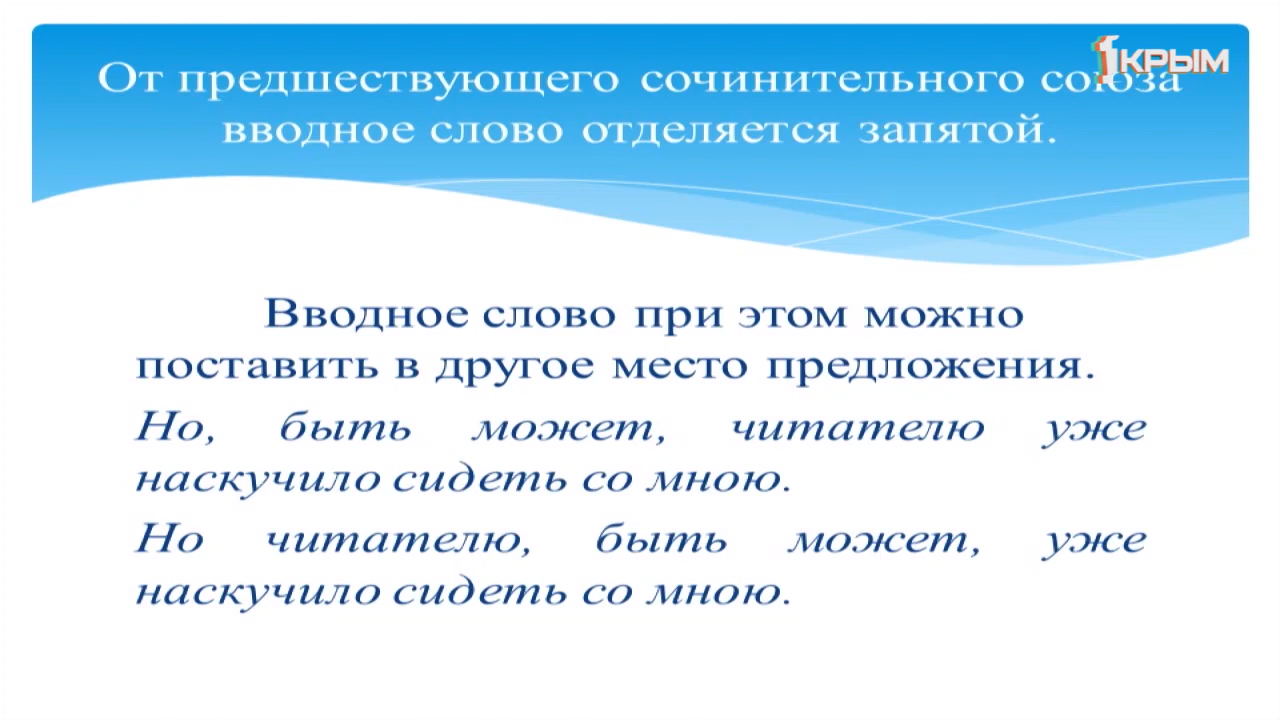 1КРЫМ
От предшествующего сочинительного союза
вводное слово отделяется запятой.
Вводное слово при этом можно
поставить в другое место предложения.
Но, быть может, читателю уже
наскучило сидеть со мною.
Но читателю, быть может, уже
наскучило сидеть со мною.